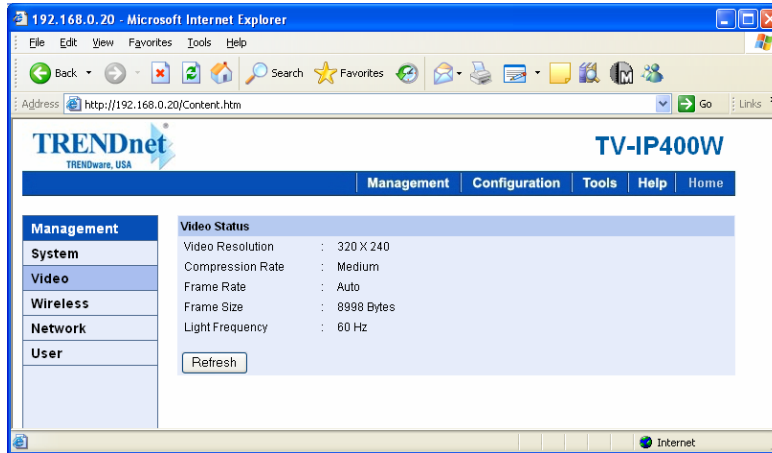 192.168.0.20 - Microsoft Internet Explorer
File Edit View Favorites Tools Help
Back Search Favorites
Address http://192.168.0.20/Content.htm Go Links
TRENDnet ®
TRENDware, USA
TV-IP400W
Management Configuration Tools Help Home
Management
System
Video
Wireless
Network
User
Video Status
Video Resolution : 320 X 240
Compression Rate : Medium
Frame Rate : Auto
Frame Size : 8998 Bytes
Light Frequency : 60 Hz
Refresh
Internet